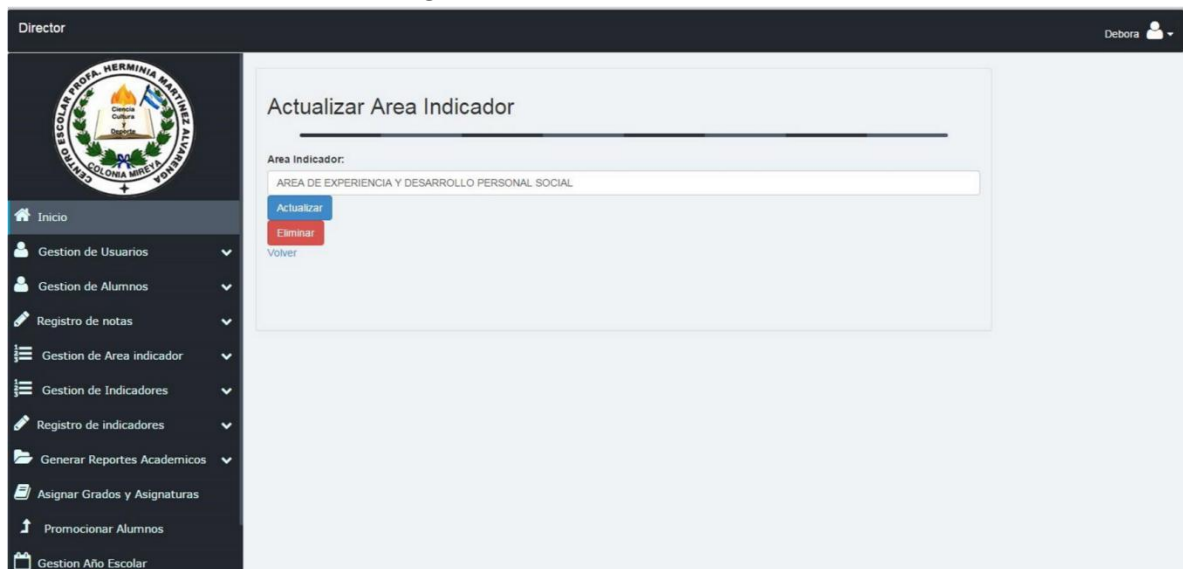 Director
Debora
CENTRO ESCOLAR PROFA. HERMINIA MARTINEZ ALVARENGA
Ciencia
Cultura
Y
Deporte
COLONIA MIREYA
Inicio
Gestion de Usuarios
Gestion de Alumnos
Registro de notas
Gestion de Area indicador
Gestion de Indicadores
Registro de indicadores
Generar Reportes Academicos
Asignar Grados y Asignaturas
Promocionar Alumnos
Gestion Año Escolar
Actualizar Area Indicador
Area Indicador:
AREA DE EXPERIENCIA Y DESARROLLO PERSONAL SOCIAL
Actualizar
Eliminar
Volver